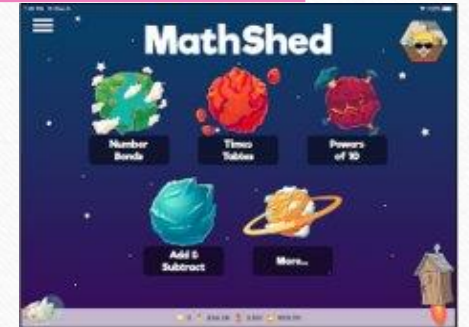 MathShed
Number
Bonds
Times
Tables
Powers
of 10
Add &
Subtract
More...